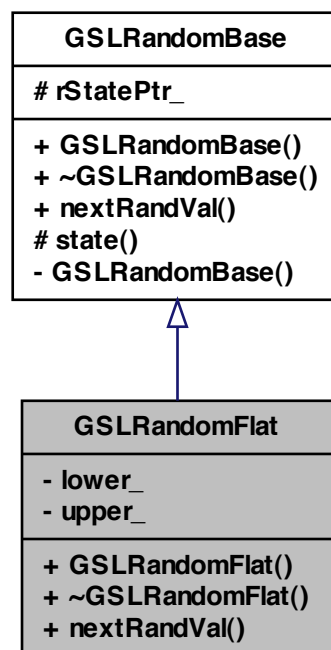 GSLRandomBase
# rStatePtr_
+ GSLRandomBase()
+ ~GSLRandomBase()
+ nextRandVal()
# state()
- GSLRandomBase()
GSLRandomFlat
- lower_
- upper_
+ GSLRandomFlat()
+ ~GSLRandomFlat()
+ nextRandVal()